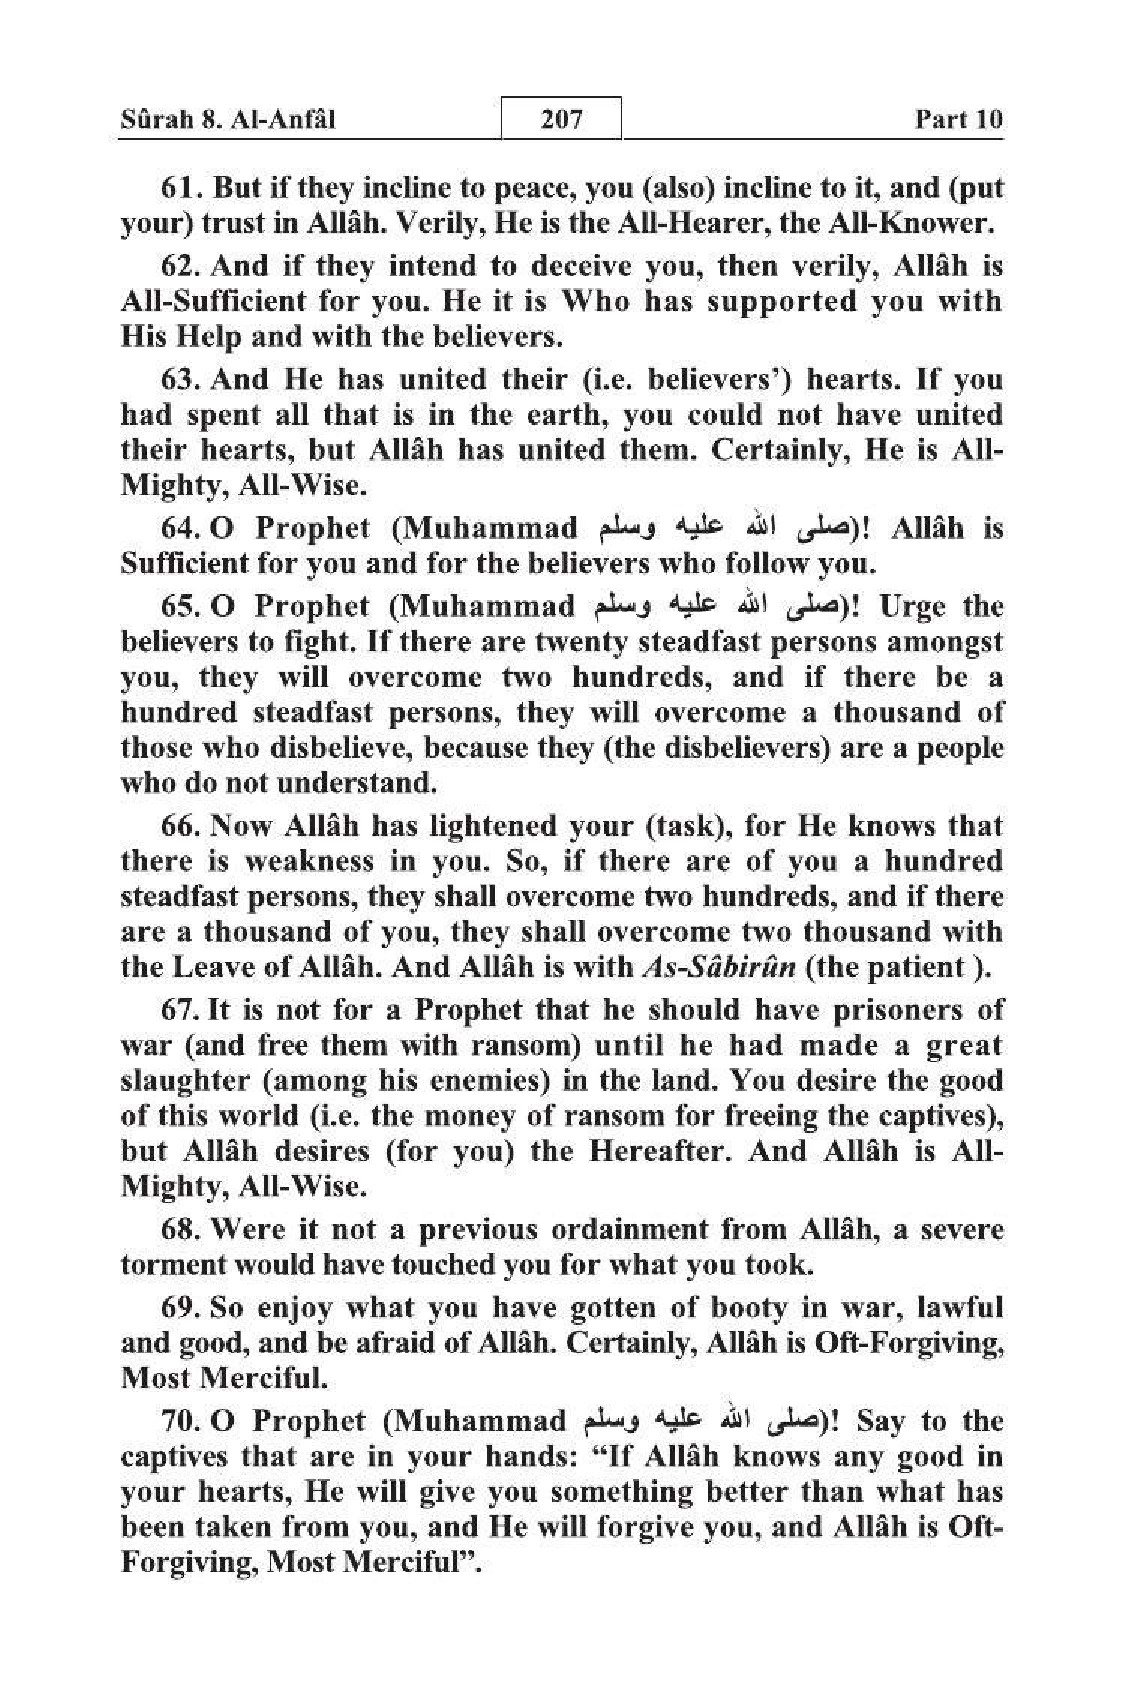 Sûrah 8. Al-Anfâl 207 Part 10
61. But if they incline to peace, you (also) incline to it, and (put
your) trust in Allâh. Verily, He is the All-Hearer, the All-Knower.
62. And if they intend to deceive you, then verily, Allâh is
All-Sufficient for you. He it is Who has supported you with
His Help and with the believers.
63. And He has united their (i.e. believers’) hearts. If you
had spent all that is in the earth, you could not have united
their hearts, but Allâh has united them. Certainly, He is All-
Mighty, All-Wise.
64. O Prophet (Muhammad صلى الله عليه وسلم)! Allâh is
Sufficient for you and for the believers who follow you.
65. O Prophet (Muhammad صلى الله عليه وسلم)! Urge the
believers to fight. If there are twenty steadfast persons amongst
you, they will overcome two hundreds, and if there be a
hundred steadfast persons, they will overcome a thousand of
those who disbelieve, because they (the disbelievers) are a people
who do not understand.
66. Now Allâh has lightened your (task), for He knows that
there is weakness in you. So, if there are of you a hundred
steadfast persons, they shall overcome two hundreds, and if there
are a thousand of you, they shall overcome two thousand with
the Leave of Allâh. And Allâh is with As-Sâbirûn (the patient ).
67. It is not for a Prophet that he should have prisoners of
war (and free them with ransom) until he had made a great
slaughter (among his enemies) in the land. You desire the good
of this world (i.e. the money of ransom for freeing the captives),
but Allâh desires (for you) the Hereafter. And Allâh is All-
Mighty, All-Wise.
68. Were it not a previous ordainment from Allâh, a severe
torment would have touched you for what you took.
69. So enjoy what you have gotten of booty in war, lawful
and good, and be afraid of Allâh. Certainly, Allâh is Oft-Forgiving,
Most Merciful.
70. O Prophet (Muhammad صلى الله عليه وسلم)! Say to the
captives that are in your hands: “If Allâh knows any good in
your hearts, He will give you something better than what has
been taken from you, and He will forgive you, and Allâh is Oft-
Forgiving, Most Merciful”.